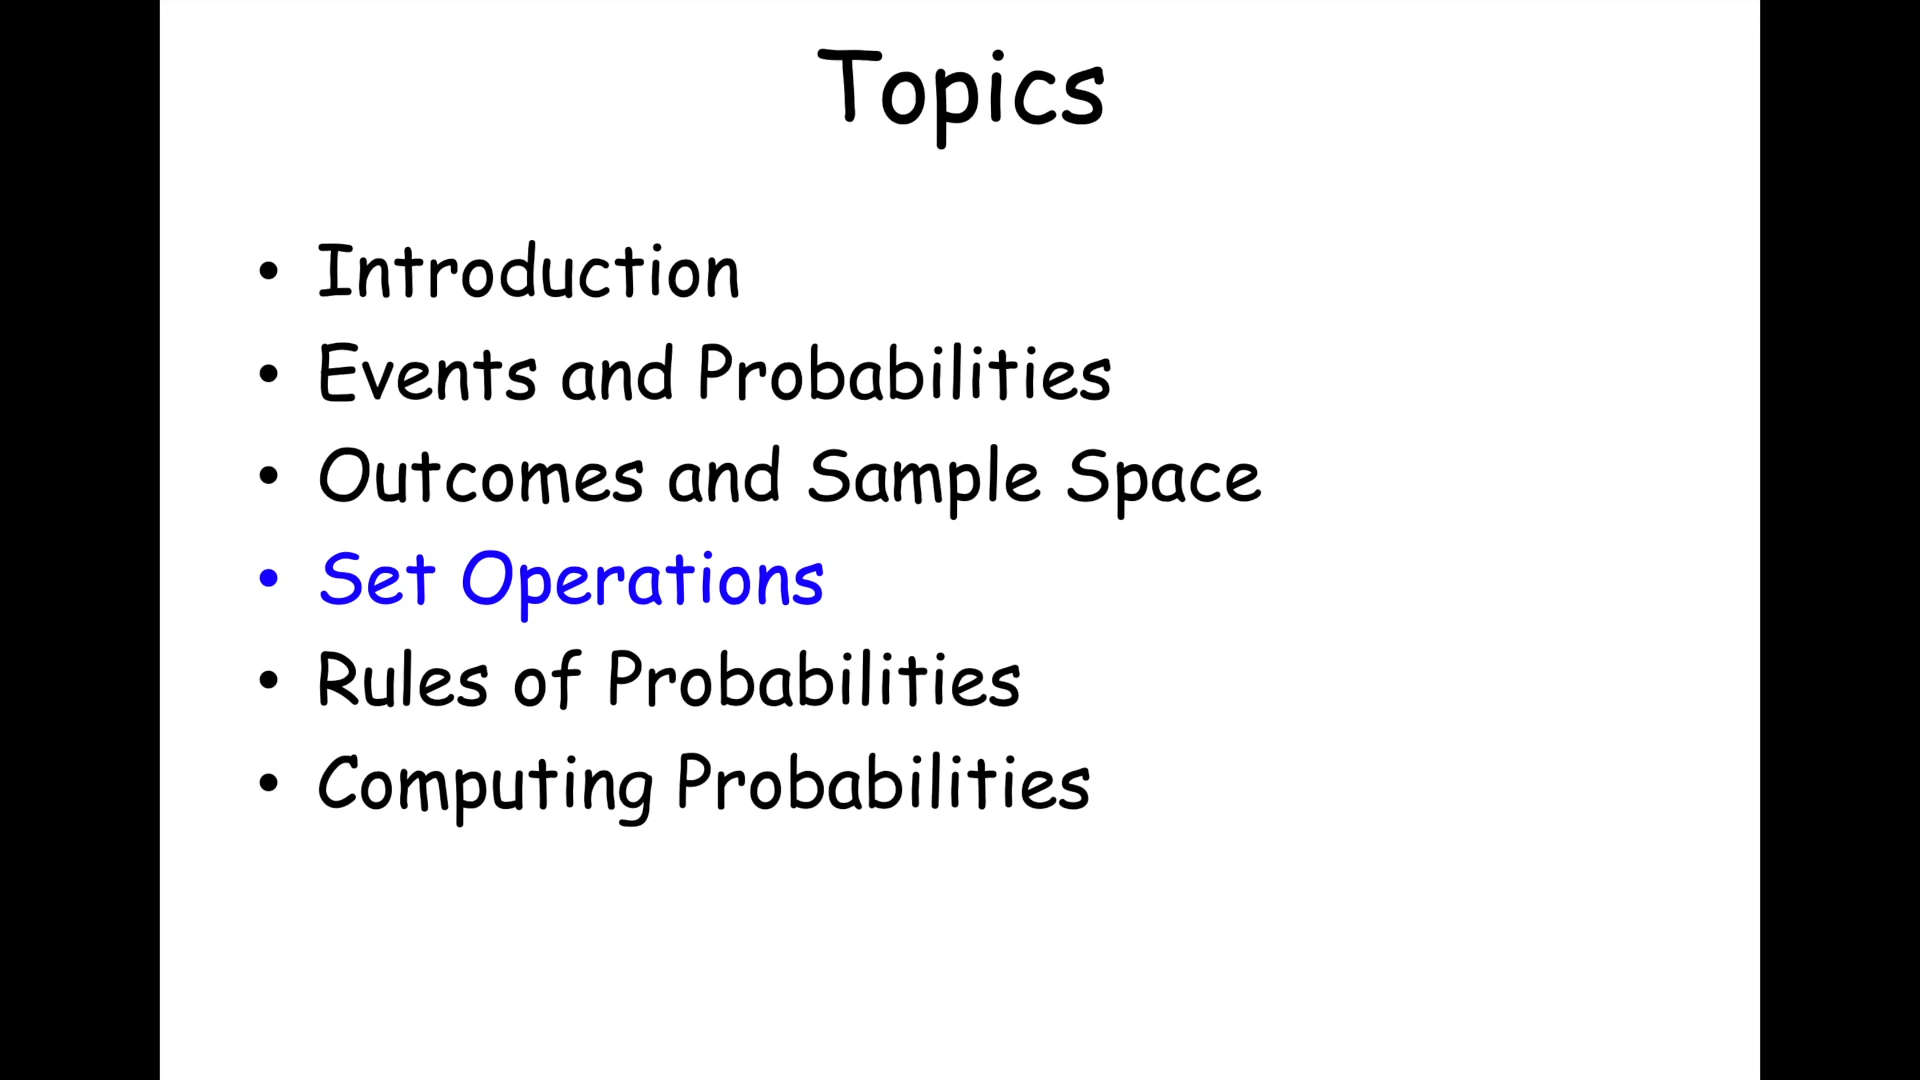 Topics
• Introduction
• Events and Probabilities
• Outcomes and Sample Space
• Set Operations
• Rules of Probabilities
• Computing Probabilities